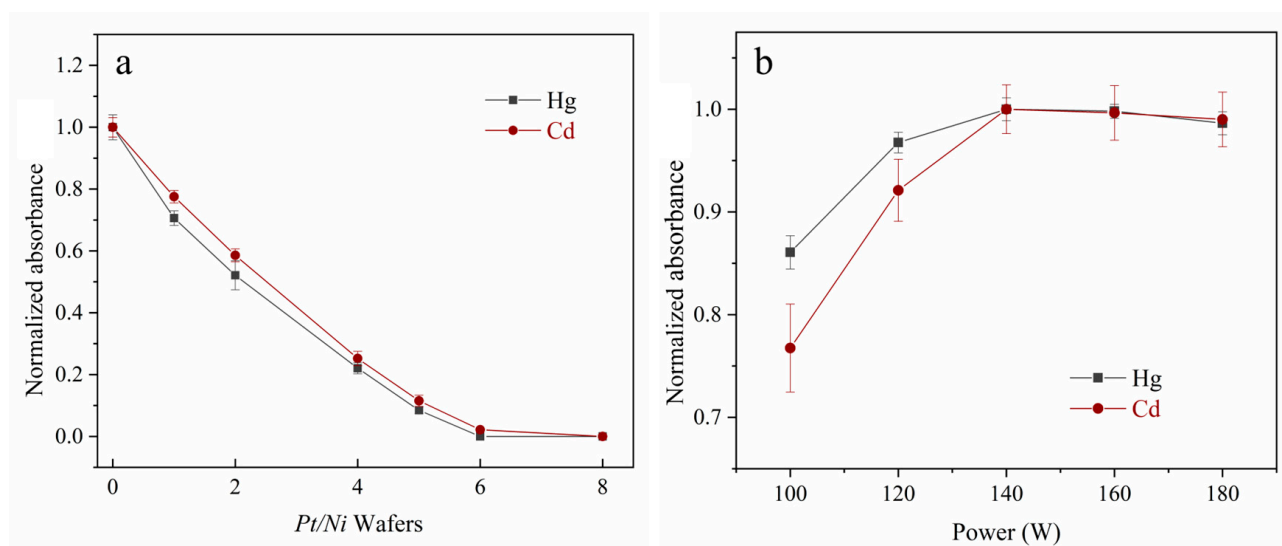 a
Normalized absorbance
1.2
1.0
0.8
0.6
0.4
0.2
0.0
Hg
Cd
0 2 4 6 8
Pt/Ni Wafers
b
Normalized absorbance
1.0
0.9
0.8
0.7
Hg
Cd
100 120 140 160 180
Power (W)